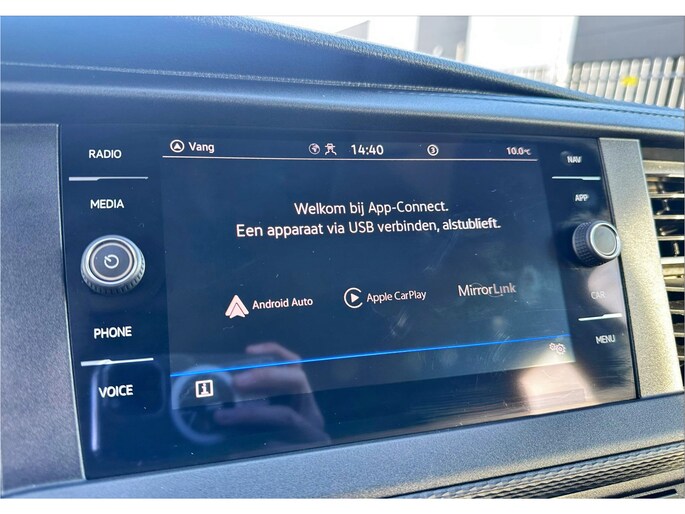 RADIO
MEDIA
PHONE
VOICE
Vang 14:40 3 10.0°C
Welkom bij App-Connect.
Een apparaat via USB verbinden, alstublieft.
Android Auto Apple CarPlay MirrorLink
i
NAV
APP
CAR
MENU